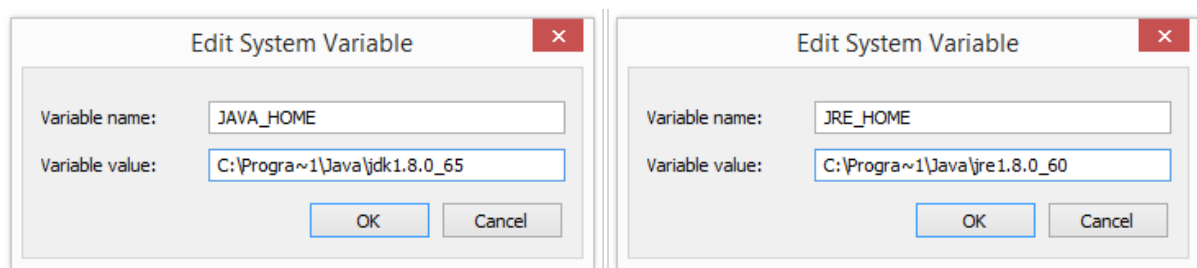 Edit System Variable
Variable name: JAVA_HOME
Variable value: C:\Progra~1\Java\jdk1.8.0_65
OK Cancel
Edit System Variable
Variable name: JRE_HOME
Variable value: C:\Progra~1\Java\jre1.8.0_60
OK Cancel